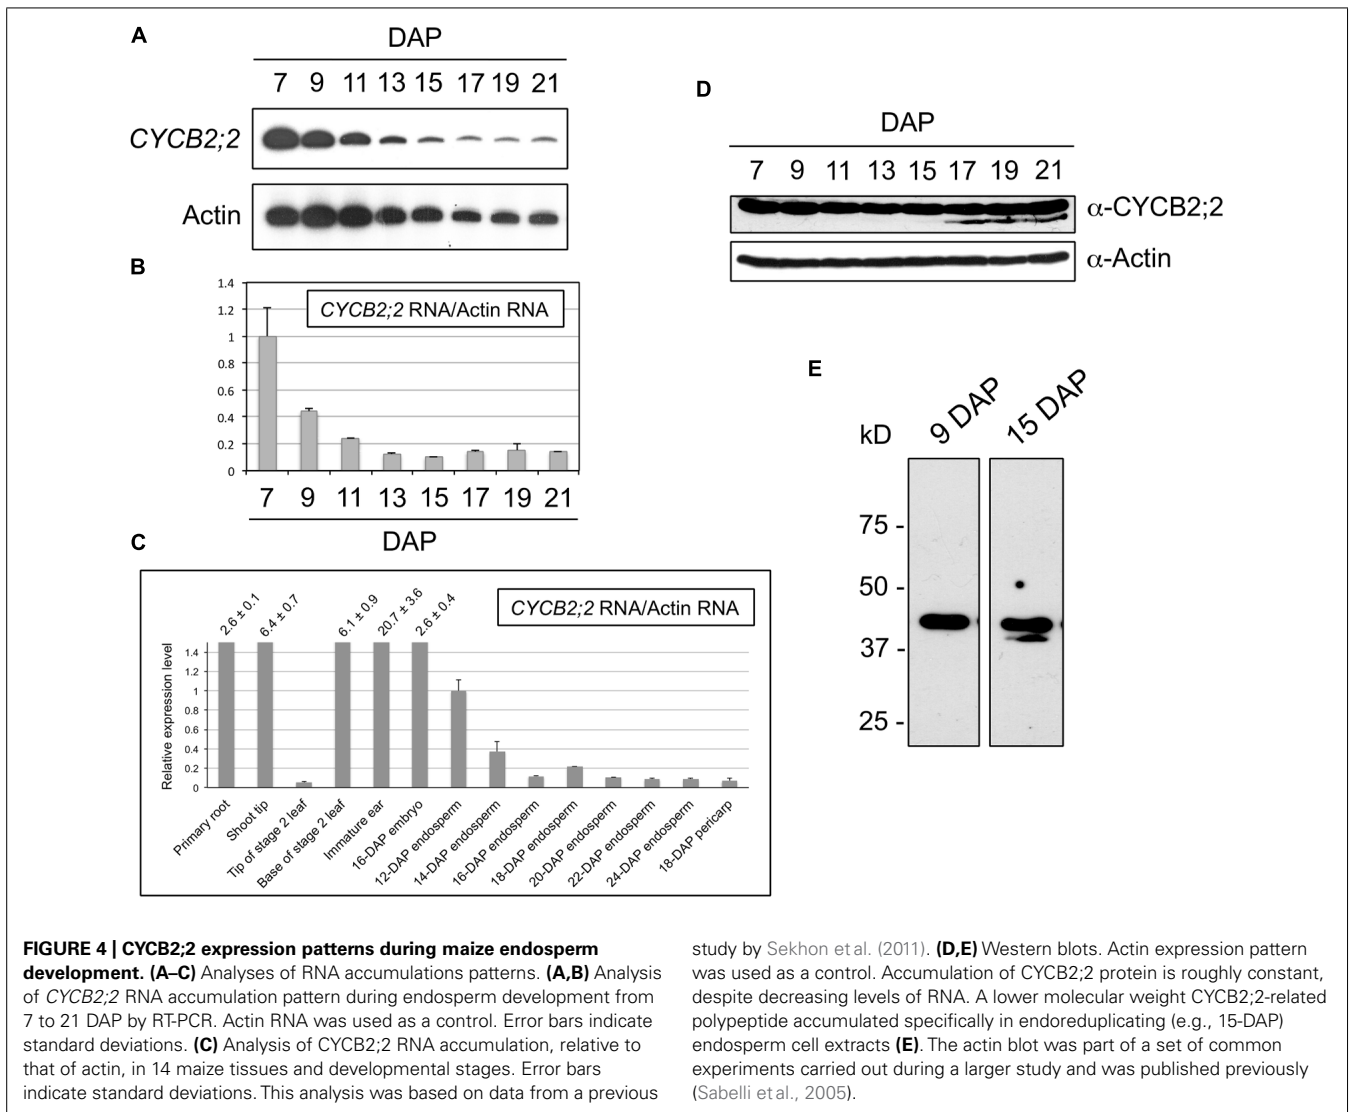 A
DAP
7 9 11 13 15 17 19 21
CYCB2;2
Actin
B
1.4
1.2
1
0.8
0.6
0.4
0.2
0
CYCB2;2 RNA/Actin RNA
7 9 11 13 15 17 19 21
DAP
C
CYCB2;2 RNA/Actin RNA
2.6 ± 0.1
6.4 ± 0.7
6.1 ± 0.9
20.7 ± 3.6
2.6 ± 0.4
Relative expression level
1.4
1.2
1
0.8
0.6
0.4
0.2
0
Primary root
Shoot tip
Tip of stage 2 leaf
Base of stage 2 leaf
Immature ear
16-DAP embryo
12-DAP endosperm
14-DAP endosperm
16-DAP endosperm
18-DAP endosperm
20-DAP endosperm
22-DAP endosperm
24-DAP endosperm
18-DAP pericarp
D
DAP
7 9 11 13 15 17 19 21
α-CYCB2;2
α-Actin
E
kD
9 DAP
15 DAP
75 -
50 -
37 -
25 -
FIGURE 4 | CYCB2;2 expression patterns during maize endosperm
development. (A–C) Analyses of RNA accumulations patterns. (A,B) Analysis
of CYCB2;2 RNA accumulation pattern during endosperm development from
7 to 21 DAP by RT-PCR. Actin RNA was used as a control. Error bars indicate
standard deviations. (C) Analysis of CYCB2;2 RNA accumulation, relative to
that of actin, in 14 maize tissues and developmental stages. Error bars
indicate standard deviations. This analysis was based on data from a previous
study by Sekhon et al. (2011). (D,E) Western blots. Actin expression pattern
was used as a control. Accumulation of CYCB2;2 protein is roughly constant,
despite decreasing levels of RNA. A lower molecular weight CYCB2;2-related
polypeptide accumulated specifically in endoreduplicating (e.g., 15-DAP)
endosperm cell extracts (E). The actin blot was part of a set of common
experiments carried out during a larger study and was published previously
(Sabelli et al., 2005).